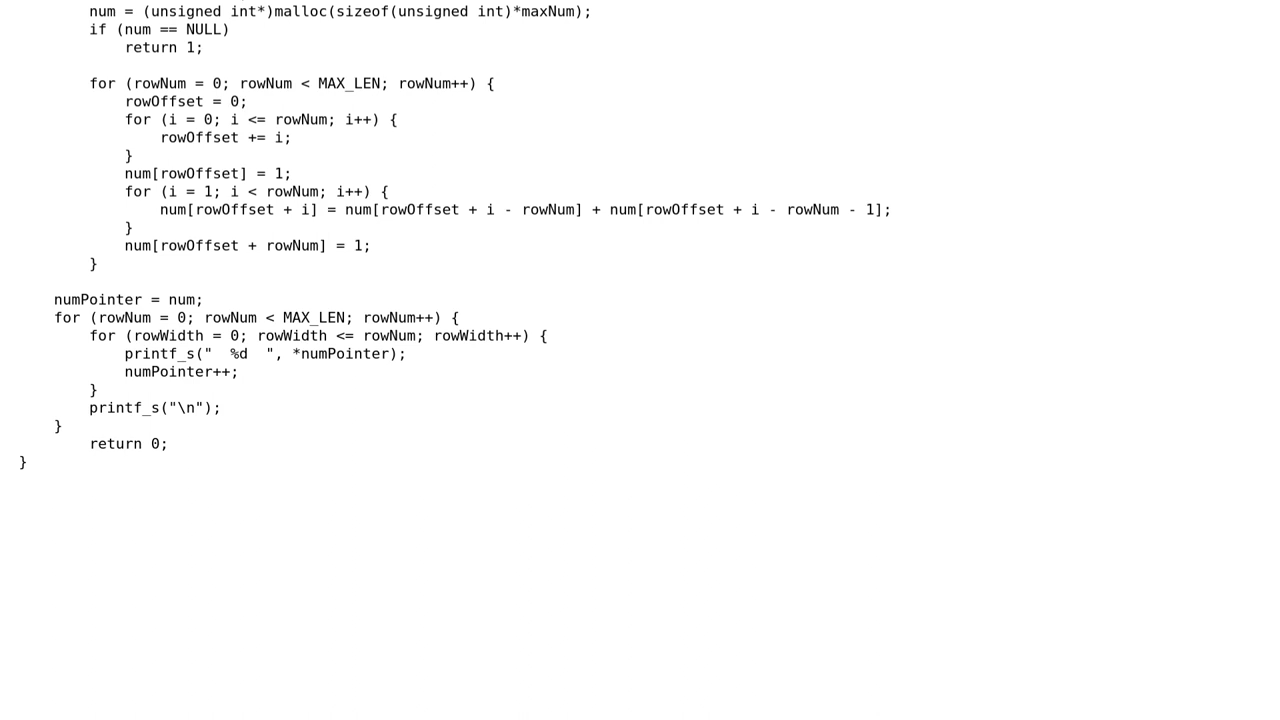 num = (unsigned int*)malloc(sizeof(unsigned int)*maxNum);
        if (num == NULL)
            return 1;

        for (rowNum = 0; rowNum < MAX_LEN; rowNum++) {
            rowOffset = 0;
            for (i = 0; i <= rowNum; i++) {
                rowOffset += i;
            }
            num[rowOffset] = 1;
            for (i = 1; i < rowNum; i++) {
                num[rowOffset + i] = num[rowOffset + i - rowNum] + num[rowOffset + i - rowNum - 1];
            }
            num[rowOffset + rowNum] = 1;
        }

    numPointer = num;
    for (rowNum = 0; rowNum < MAX_LEN; rowNum++) {
        for (rowWidth = 0; rowWidth <= rowNum; rowWidth++) {
            printf_s("  %d  ", *numPointer);
            numPointer++;
        }
        printf_s("\n");
    }
        return 0;
}